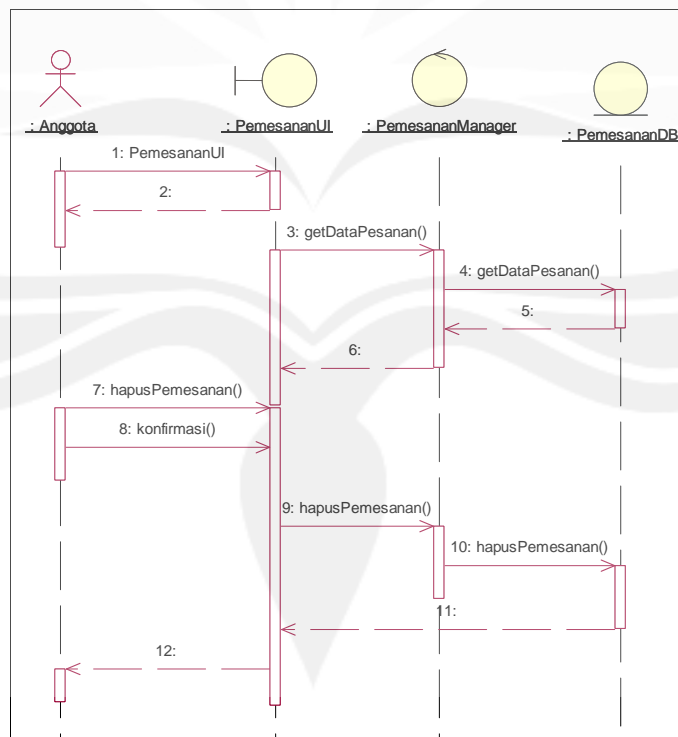 : Anggota
: PemesananUI
: PemesananManager
: PemesananDB
1: PemesananUI
2:
3: getDataPesanan()
4: getDataPesanan()
5:
6:
7: hapusPemesanan()
8: konfirmasi()
9: hapusPemesanan()
10: hapusPemesanan()
11:
12: